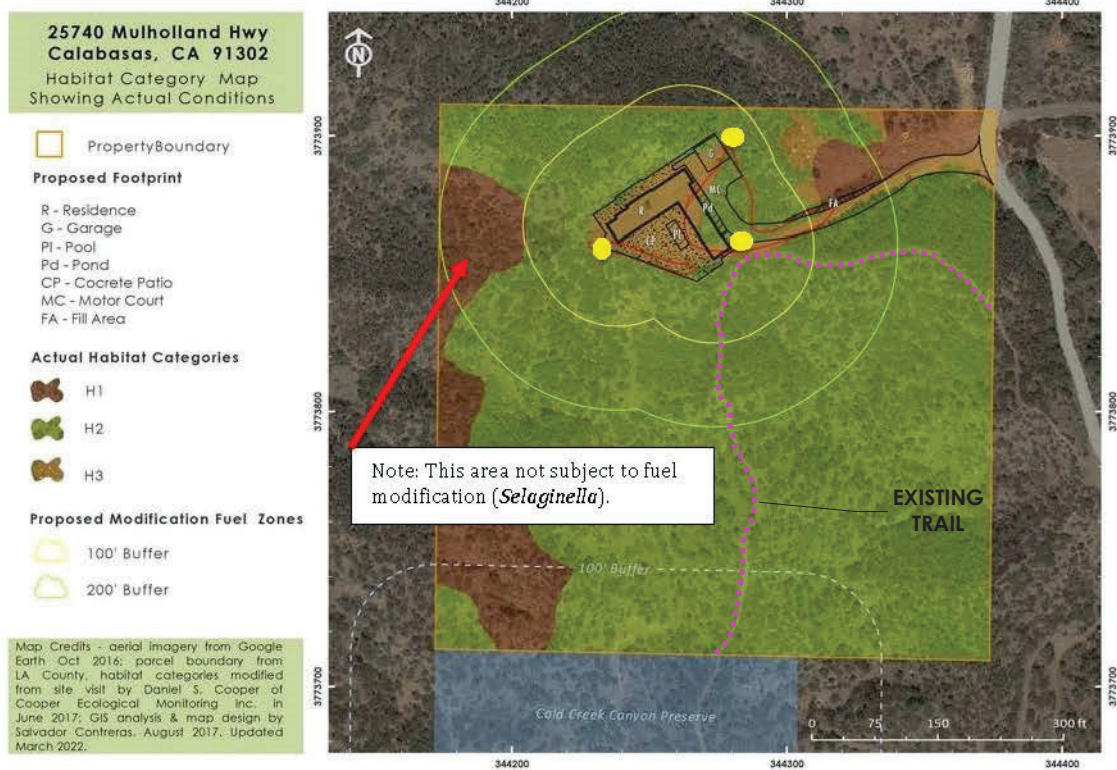 25740 Mulholland Hwy
Calabasas, CA 91302
Habitat Category Map
Showing Actual Conditions
PropertyBoundary
Proposed Footprint
R - Residence
G - Garage
Pl - Pool
Pd - Pond
CP - Cocrete Patio
MC - Motor Court
FA - Fill Area
Actual Habitat Categories
H1
H2
H3
Proposed Modification Fuel Zones
100' Buffer
200' Buffer
Map Credits - aerial imagery from Google
Earth Oct 2016; parcel boundary from
LA County, habitat categories modified
from site visit by Daniel S. Cooper of
Cooper Ecological Monitoring Inc. in
June 2017; GIS analysis & map design by
Salvador Contreras. August 2017. Updated
March 2022.
344200
344300
344400
N
3773900
3773900
G
MC
R
Pd
FA
CP
Pl
3773800
3773800
Note: This area not subject to fuel
modification (Selaginella).
EXISTING
TRAIL
100' Buffer
3773700
3773700
Cold Creek Canyon Preserve
0 75 150 300 ft
344200
344300
344400